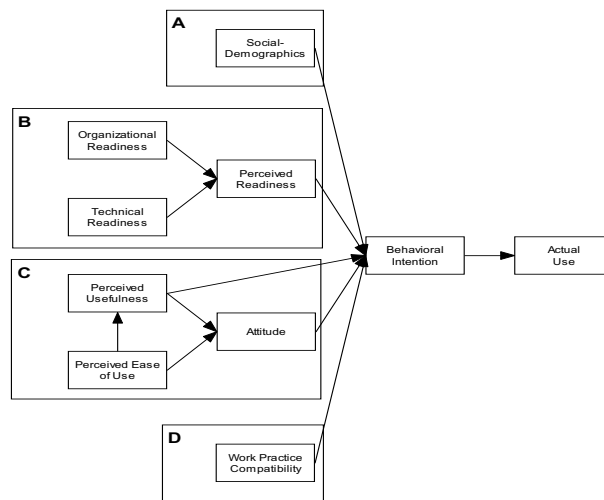 A
Social-
Demographics
B
Organizational
Readiness
Perceived
Readiness
Technical
Readiness
Behavioral
Intention
Actual
Use
C
Perceived
Usefulness
Attitude
Perceived Ease
of Use
D
Work Practice
Compatibility